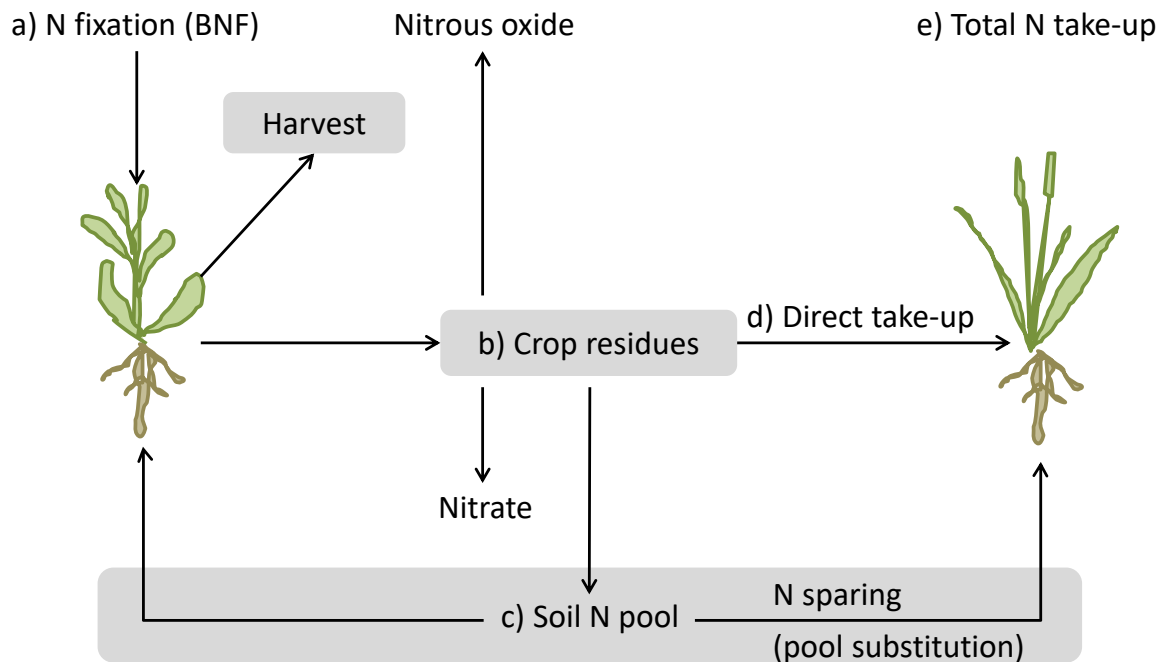 a) N fixation (BNF)
Nitrous oxide
e) Total N take-up
Harvest
b) Crop residues
d) Direct take-up
Nitrate
c) Soil N pool
N sparing
(pool substitution)